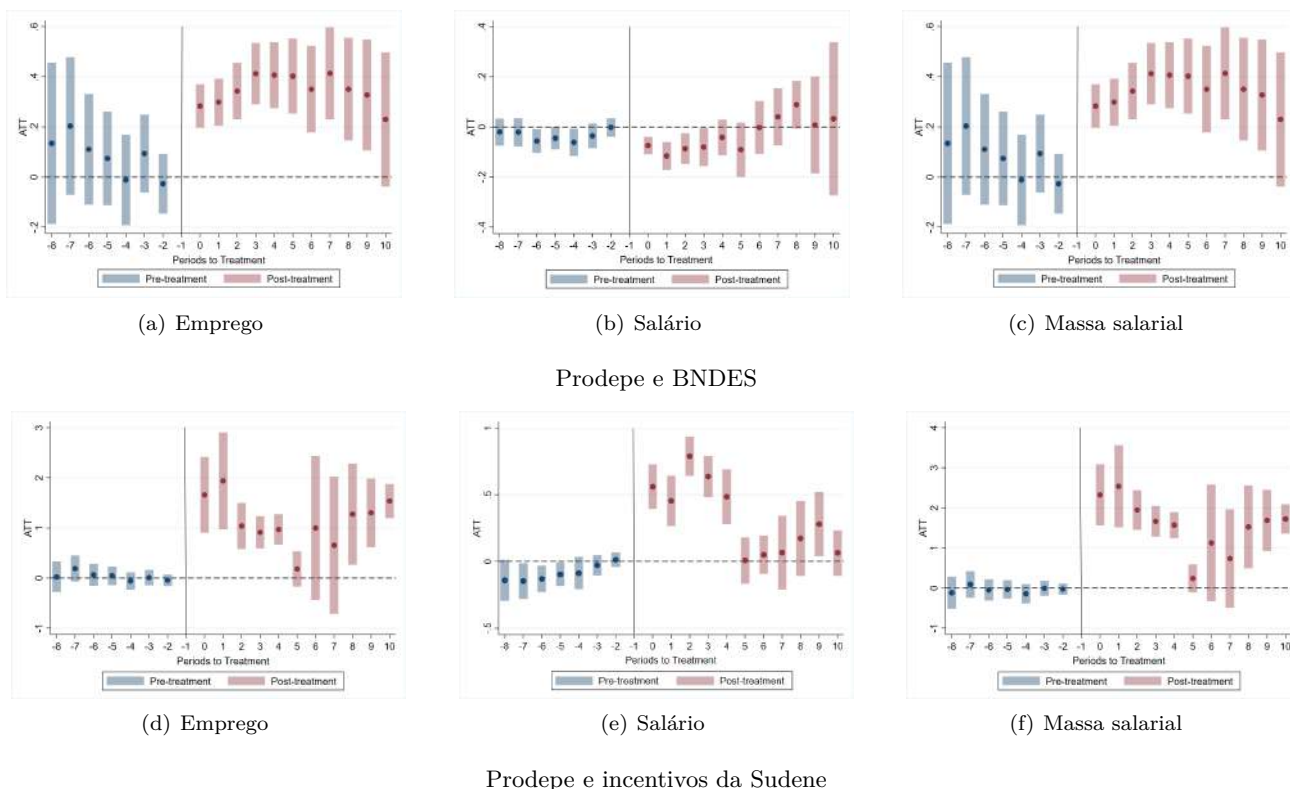 .6
.4
.2
0
-.2
ATT
-8 -7 -6 -5 -4 -3 -2 -1 0 1 2 3 4 5 6 7 8 9 10
Periods to Treatment
Pre-treatment Post-treatment
(a) Emprego
.4
.2
0
-.2
-.4
ATT
-8 -7 -6 -5 -4 -3 -2 -1 0 1 2 3 4 5 6 7 8 9 10
Periods to Treatment
Pre-treatment Post-treatment
(b) Salário
.6
.4
.2
0
-.2
ATT
-8 -7 -6 -5 -4 -3 -2 -1 0 1 2 3 4 5 6 7 8 9 10
Periods to Treatment
Pre-treatment Post-treatment
(c) Massa salarial
Prodepe e BNDES
3
2
1
0
-1
ATT
-8 -7 -6 -5 -4 -3 -2 -1 0 1 2 3 4 5 6 7 8 9 10
Periods to Treatment
Pre-treatment Post-treatment
(d) Emprego
1
.5
0
-.5
ATT
-8 -7 -6 -5 -4 -3 -2 -1 0 1 2 3 4 5 6 7 8 9 10
Periods to Treatment
Pre-treatment Post-treatment
(e) Salário
4
3
2
1
0
-1
ATT
-8 -7 -6 -5 -4 -3 -2 -1 0 1 2 3 4 5 6 7 8 9 10
Periods to Treatment
Pre-treatment Post-treatment
(f) Massa salarial
Prodepe e incentivos da Sudene